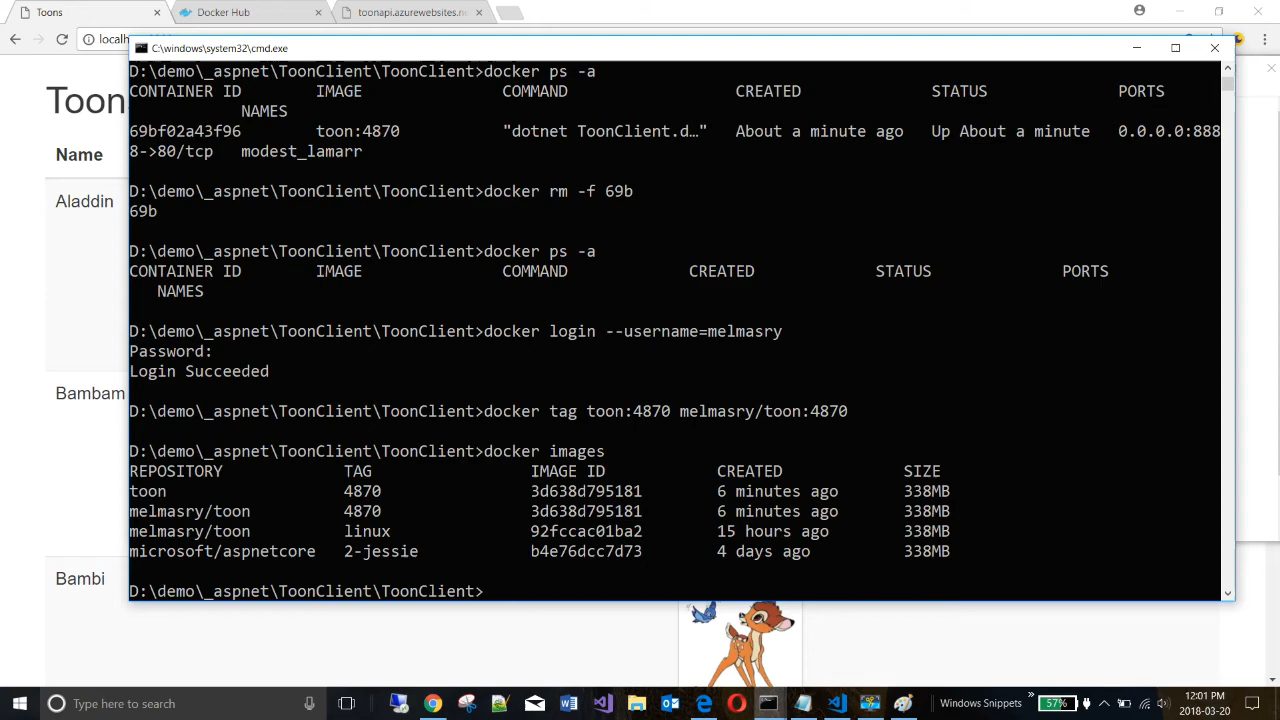 Toons
Docker Hub
toonapi.azurewebsites.ne
localh
C:\windows\system32\cmd.exe
Toon
Name
Aladdin
Bambam
Bambi
D:\demo\_aspnet\ToonClient\ToonClient>docker ps -a
CONTAINER ID IMAGE COMMAND CREATED STATUS PORTS
NAMES
69bf02a43f96 toon:4870 "dotnet ToonClient.d…" About a minute ago Up About a minute 0.0.0.0:888
8->80/tcp modest_lamarr
D:\demo\_aspnet\ToonClient\ToonClient>docker rm -f 69b
69b
D:\demo\_aspnet\ToonClient\ToonClient>docker ps -a
CONTAINER ID IMAGE COMMAND CREATED STATUS PORTS
NAMES
D:\demo\_aspnet\ToonClient\ToonClient>docker login --username=melmasry
Password:
Login Succeeded
D:\demo\_aspnet\ToonClient\ToonClient>docker tag toon:4870 melmasry/toon:4870
D:\demo\_aspnet\ToonClient\ToonClient>docker images
REPOSITORY TAG IMAGE ID CREATED SIZE
toon 4870 3d638d795181 6 minutes ago 338MB
melmasry/toon 4870 3d638d795181 6 minutes ago 338MB
melmasry/toon linux 92fccac01ba2 15 hours ago 338MB
microsoft/aspnetcore 2-jessie b4e76dcc7d73 4 days ago 338MB
D:\demo\_aspnet\ToonClient\ToonClient>
Type here to search
Windows Snippets
57%
12:01 PM
2018-03-20